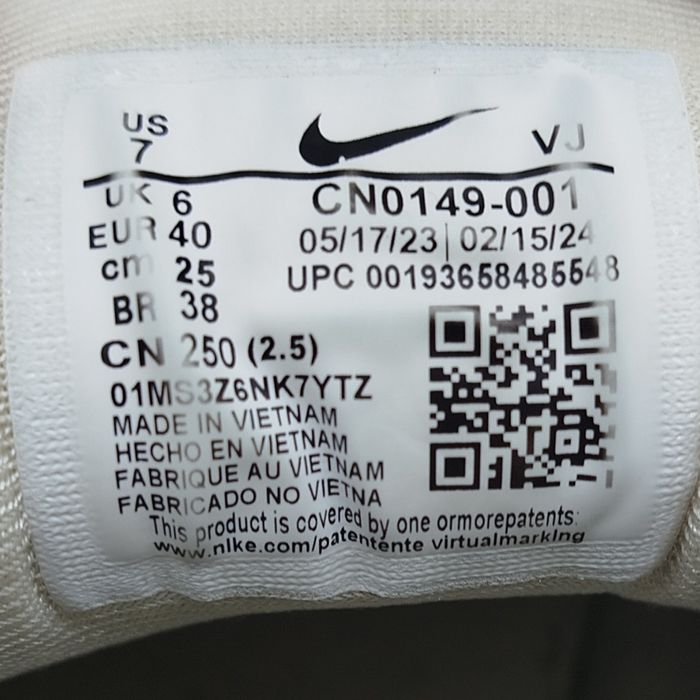 US
7
VJ
UK 6
CN0149-001
EUR 40
05/17/23 | 02/15/24
cm 25
UPC 00193658485548
BR 38
CN 250 (2.5)
01MS3Z6NK7YTZ
MADE IN VIETNAM
HECHO EN VIETNAM
FABRIQUE AU VIETNAM
FABRICADO NO VIETNA
This product is covered by one ormorepatents:
www.nike.com/patentente virtualmarking